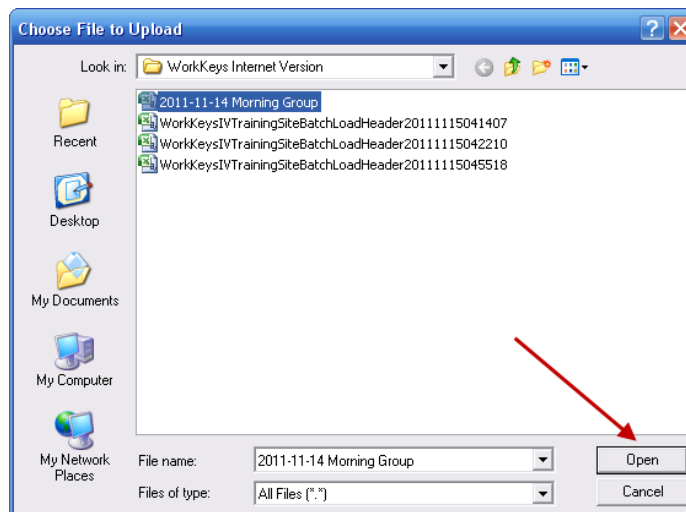 Choose File to Upload
Look in: WorkKeys Internet Version
2011-11-14 Morning Group
WorkKeysIVTrainingSiteBatchLoadHeader20111115041407
WorkKeysIVTrainingSiteBatchLoadHeader20111115042210
WorkKeysIVTrainingSiteBatchLoadHeader20111115045518
Recent
Desktop
My Documents
My Computer
My Network
Places
File name: 2011-11-14 Morning Group Open
Files of type: All Files (*.*) Cancel